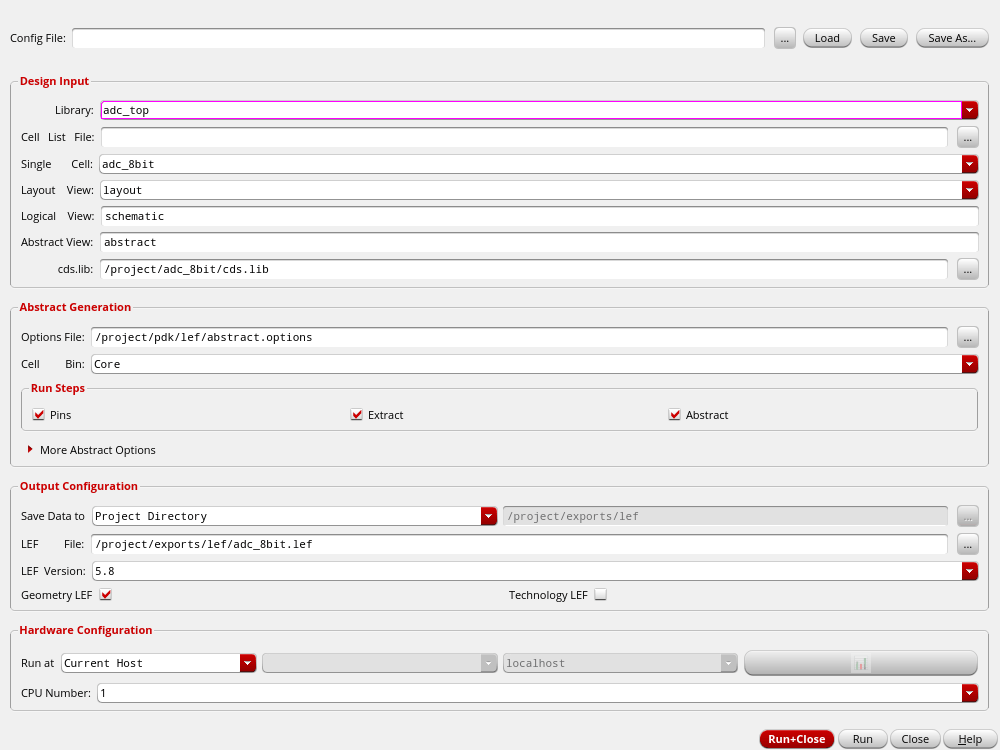 Config File: ... Load Save Save As...
Design Input
Library: adc_top
Cell List File: ...
Single Cell: adc_8bit
Layout View: layout
Logical View: schematic
Abstract View: abstract
cds.lib: /project/adc_8bit/cds.lib ...
Abstract Generation
Options File: /project/pdk/lef/abstract.options ...
Cell Bin: Core
Run Steps
Pins Extract Abstract
More Abstract Options
Output Configuration
Save Data to Project Directory /project/exports/lef ...
LEF File: /project/exports/lef/adc_8bit.lef ...
LEF Version: 5.8
Geometry LEF Technology LEF
Hardware Configuration
Run at Current Host localhost
CPU Number: 1
Run+Close Run Close Help